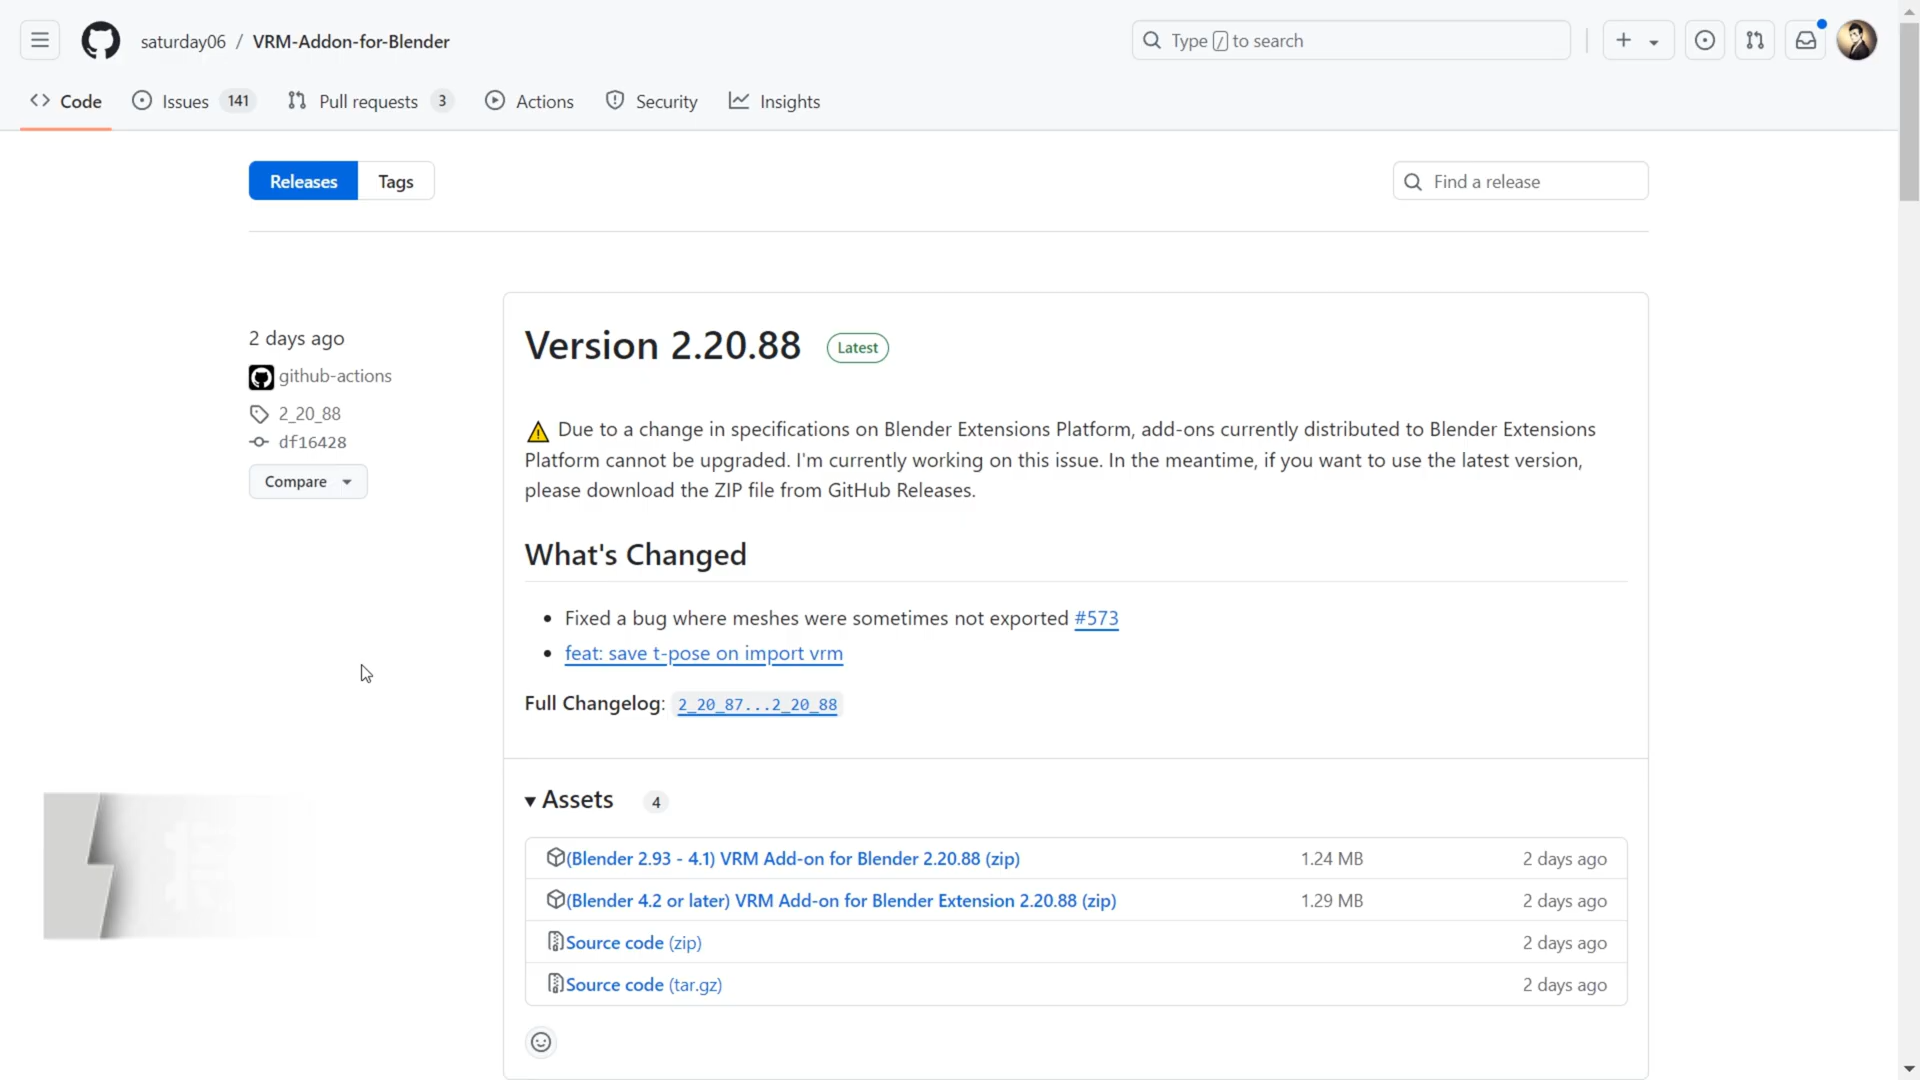 saturday06 / VRM-Addon-for-Blender
Type / to search
Code
Issues 141
Pull requests 3
Actions
Security
Insights
Releases
Tags
Find a release
2 days ago
github-actions
2_20_88
df16428
Compare
Version 2.20.88 Latest
⚠ Due to a change in specifications on Blender Extensions Platform, add-ons currently distributed to Blender Extensions
Platform cannot be upgraded. I'm currently working on this issue. In the meantime, if you want to use the latest version,
please download the ZIP file from GitHub Releases.
What's Changed
• Fixed a bug where meshes were sometimes not exported #573
• feat: save t-pose on import vrm
Full Changelog: 2_20_87...2_20_88
Assets 4
(Blender 2.93 - 4.1) VRM Add-on for Blender 2.20.88 (zip) 1.24 MB 2 days ago
(Blender 4.2 or later) VRM Add-on for Blender Extension 2.20.88 (zip) 1.29 MB 2 days ago
Source code (zip) 2 days ago
Source code (tar.gz) 2 days ago